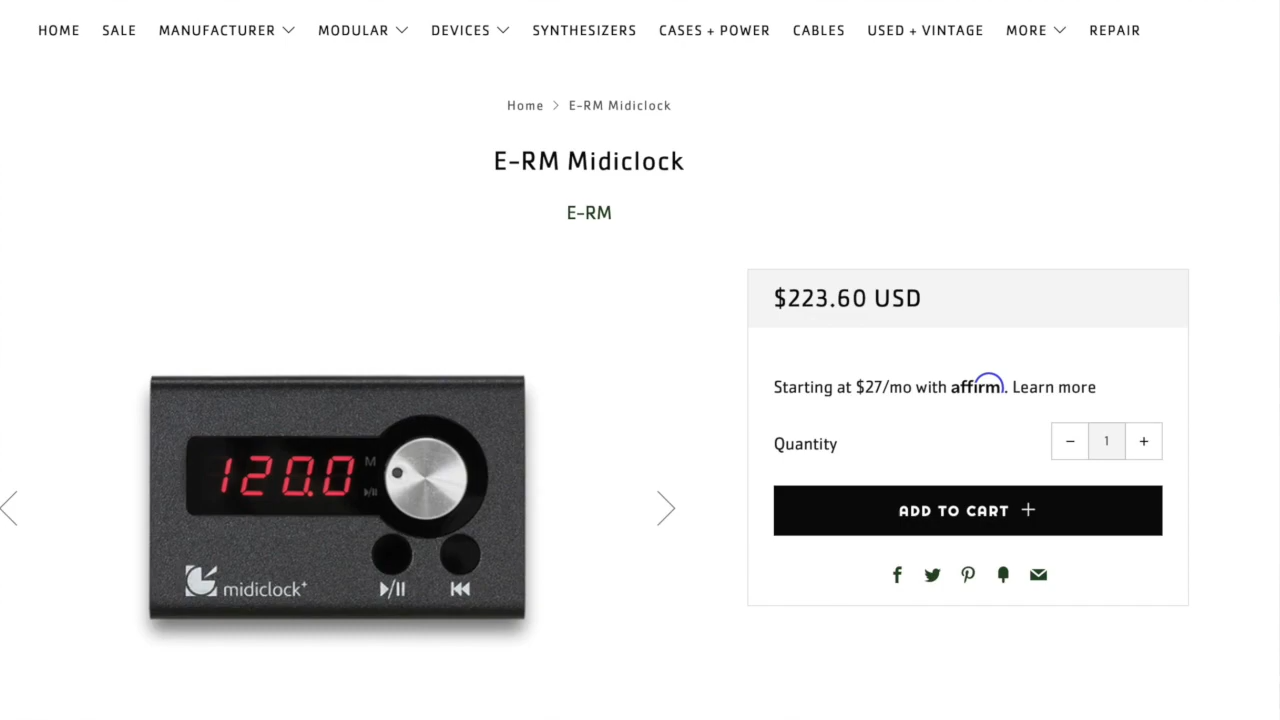 HOME SALE MANUFACTURER MODULAR DEVICES SYNTHESIZERS CASES + POWER CABLES USED + VINTAGE MORE REPAIR
Home > E-RM Midiclock
E-RM Midiclock
E-RM
$223.60 USD
Starting at $27/mo with affirm. Learn more
Quantity − 1 +
ADD TO CART +
120.0 M
midiclock+